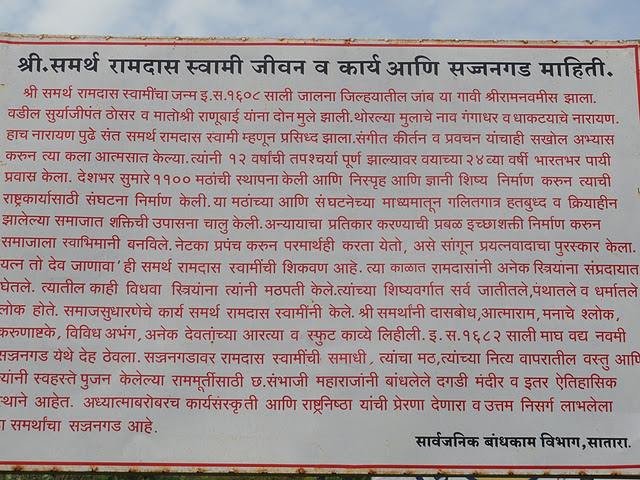 श्री.समर्थ रामदास स्वामी जीवन व कार्य आणि सज्जनगड माहिती.
श्री समर्थ रामदास स्वामींचा जन्म इ.स.१६०८ साली जालना जिल्हयातील जांब या गावी श्रीरामनवमीस झाला.
वडील सुर्याजीपंत ठोसर व मातोश्री राणूबाई यांना दोन मुले झाली.थोरल्या मुलाचे नाव गंगाधर व धाकटयाचे नारायण.
हाच नारायण पुढे संत समर्थ रामदास स्वामी म्हणून प्रसिध्द झाला.संगीत कीर्तन व प्रवचन यांचाही सखोल अभ्यास
करुन त्या कला आत्मसात केल्या.त्यांनी १२ वर्षाची तपश्चर्या पूर्ण झाल्यावर वयाच्या २४व्या वर्षी भारतभर पायी
प्रवास केला. देशभर सुमारे ११०० मठांची स्थापना केली आणि निस्पृह आणि ज्ञानी शिष्य निर्माण करुन त्याची
राष्ट्रकार्यासाठी संघटना निर्माण केली. या मठांच्या आणि संघटनेच्या माध्यमातून गलितगात्र हतबुध्द व क्रियाहीन
झालेल्या समाजात शक्तिची उपासना चालु केली.अन्यायाचा प्रतिकार करण्याची प्रबळ इच्छाशक्ती निर्माण करुन
समाजाला स्वाभिमानी बनविले. नेटका प्रपंच करुन परमार्थही करता येतो, असे सांगून प्रयत्नवादाचा पुरस्कार केला.
यत्न तो देव जाणावा' ही समर्थ रामदास स्वामींची शिकवण आहे. त्या काळात रामदासांनी अनेक स्त्रियांना संप्रदायात
घेतले. त्यातील काही विधवा स्त्रियांना त्यांनी मठपती केले.त्यांच्या शिष्यवर्गात सर्व जातीतले,पंथातले व धर्मातले
लोक होते. समाजसुधारणेचे कार्य समर्थ रामदास स्वामींनी केले. श्री समर्थांनी दासबोध,आत्माराम,मनाचे श्लोक,
करुणाष्टके, विविध अभंग, अनेक देवतांच्या आरत्या व स्फुट काव्ये लिहीली. इ.स.१६८२ साली माघ वद्य नवमी
सज्जनगड येथे देह ठेवला. सज्जनगडावर रामदास स्वामींची समाधी, त्यांचा मठ,त्यांच्या नित्य वापरातील वस्तु आणि
त्यांनी स्वहस्ते पुजन केलेल्या राममूर्तीसाठी छ.संभाजी महाराजांनी बांधलेले दगडी मंदीर व इतर ऐतिहासिक
स्थाने आहेत. अध्यात्माबरोबरच कार्यसंस्कृती आणि राष्ट्रनिष्ठा यांची प्रेरणा देणारा व उत्तम निसर्ग लाभलेला
समर्थांचा सज्जनगड आहे.
सार्वजनिक बांधकाम विभाग,सातारा.